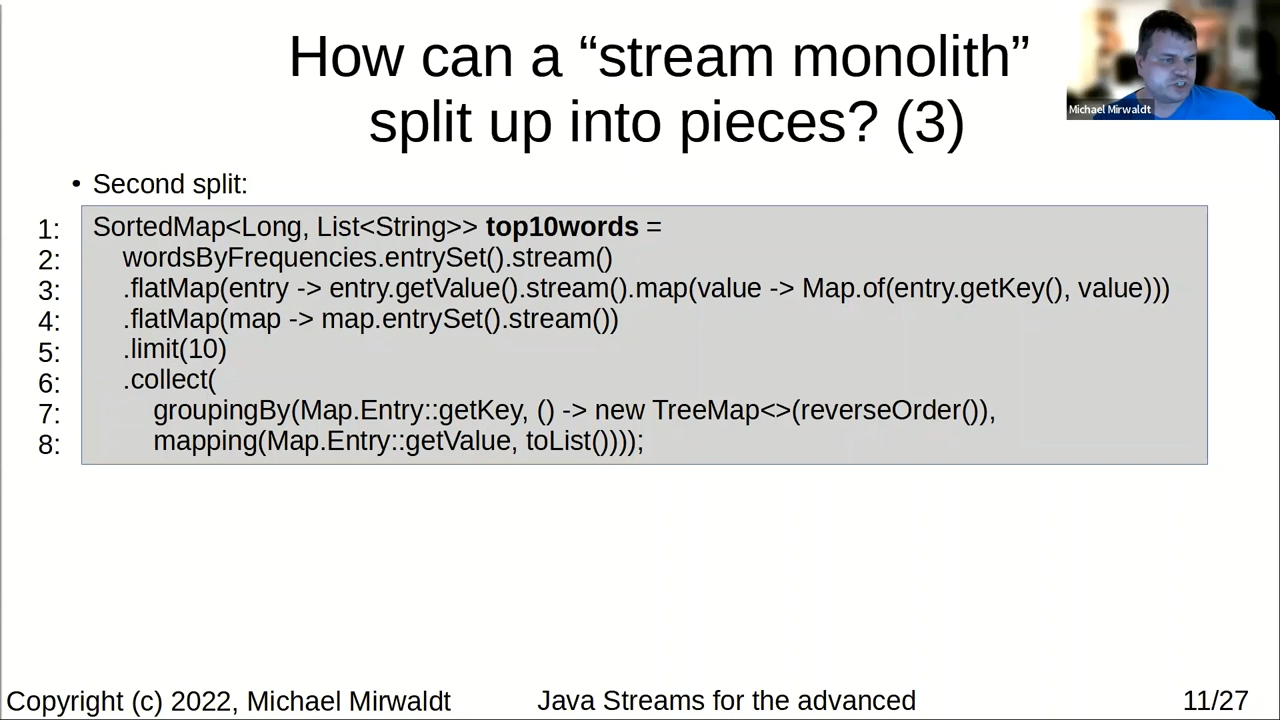 How can a “stream monolith”
split up into pieces? (3)
Michael Mirwaldt
• Second split:
1: SortedMap<Long, List<String>> top10words =
2: wordsByFrequencies.entrySet().stream()
3: .flatMap(entry -> entry.getValue().stream().map(value -> Map.of(entry.getKey(), value)))
4: .flatMap(map -> map.entrySet().stream())
5: .limit(10)
6: .collect(
7: groupingBy(Map.Entry::getKey, () -> new TreeMap<>(reverseOrder()),
8: mapping(Map.Entry::getValue, toList())));
Copyright (c) 2022, Michael Mirwaldt Java Streams for the advanced 11/27